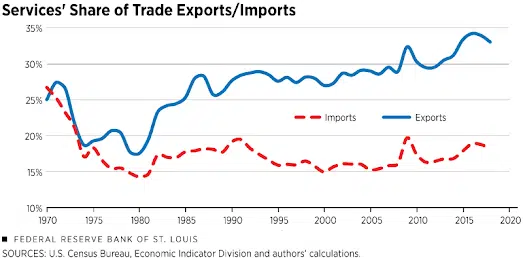 Services' Share of Trade Exports/Imports
35%
30%
25%
20%
15%
10%
Imports
Exports
1970 1975 1980 1985 1990 1995 2000 2005 2010 2015 2020
■ FEDERAL RESERVE BANK OF ST. LOUIS
SOURCES: U.S. Census Bureau, Economic Indicator Division and authors' calculations.